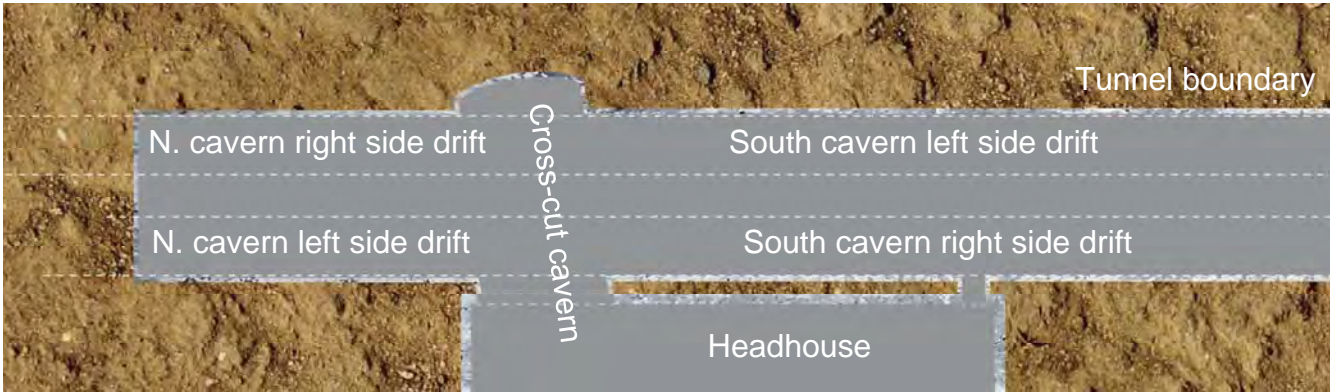 Tunnel boundary
N. cavern right side drift
Cross-cut cavern
South cavern left side drift
N. cavern left side drift
South cavern right side drift
Headhouse